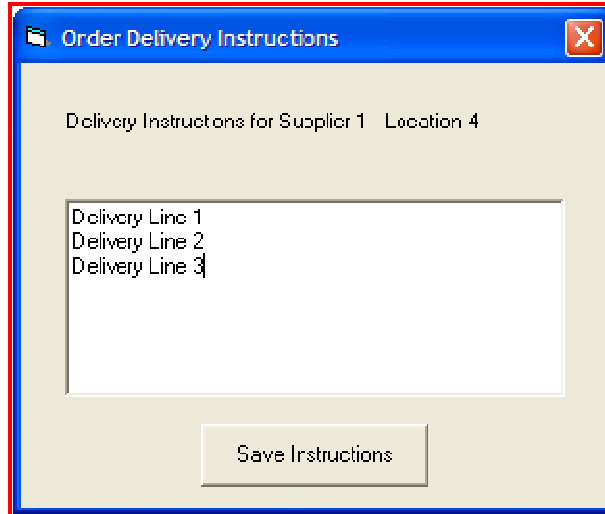 Order Delivery Instructions
Delivery Instructions for Supplier 1 Location 4
Delivery Line 1
Delivery Line 2
Delivery Line 3
Save Instructions